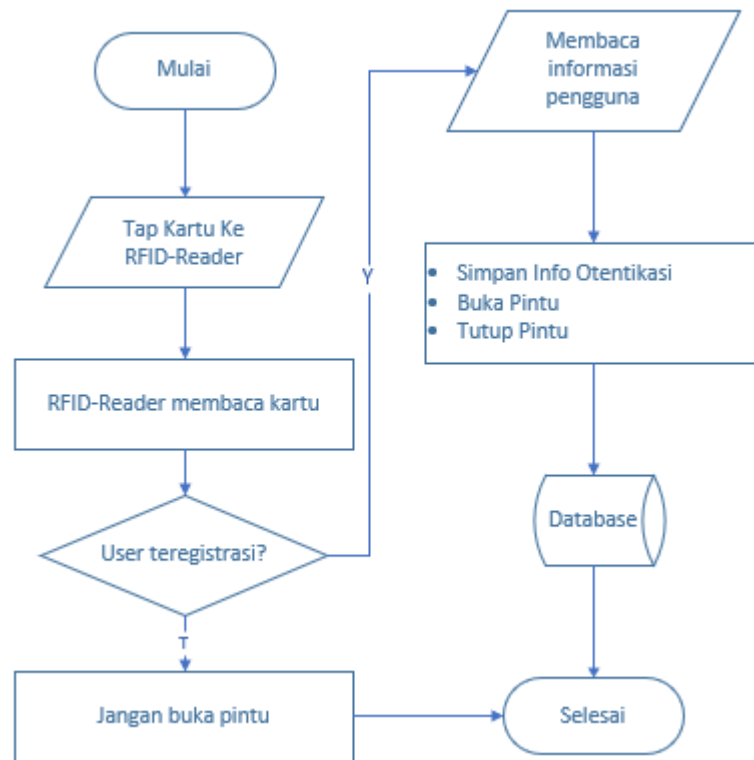 Mulai
Tap Kartu Ke
RFID-Reader
RFID-Reader membaca kartu
User teregistrasi?
T
Jangan buka pintu
Y
Membaca
informasi
pengguna
• Simpan Info Otentikasi
• Buka Pintu
• Tutup Pintu
Database
Selesai